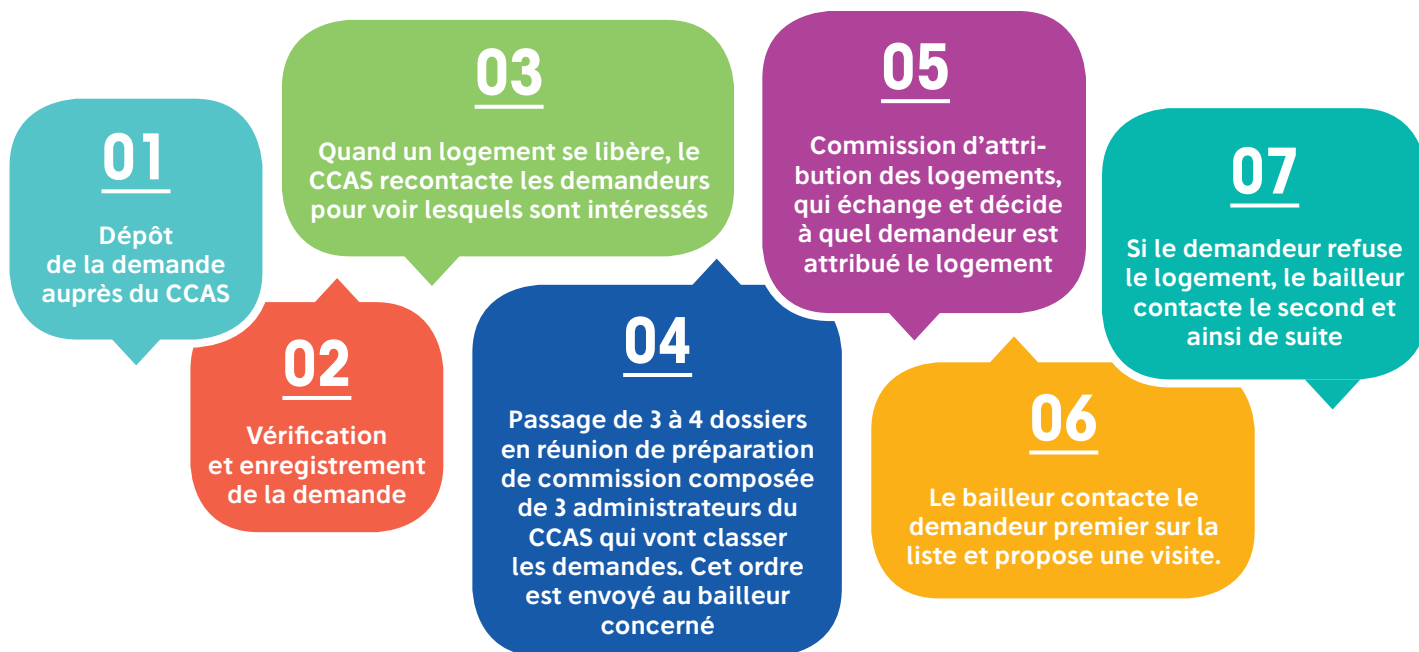 01
Dépôt
de la demande
auprès du CCAS
02
Vérification
et enregistrement
de la demande
03
Quand un logement se libère, le
CCAS recontacte les demandeurs
pour voir lesquels sont intéressés
04
Passage de 3 à 4 dossiers
en réunion de préparation
de commission composée
de 3 administrateurs du
CCAS qui vont classer
les demandes. Cet ordre
est envoyé au bailleur
concerné
05
Commission d’attri-
bution des logements,
qui échange et décide
à quel demandeur est
attribué le logement
06
Le bailleur contacte le
demandeur premier sur la
liste et propose une visite.
07
Si le demandeur refuse
le logement, le bailleur
contacte le second et
ainsi de suite